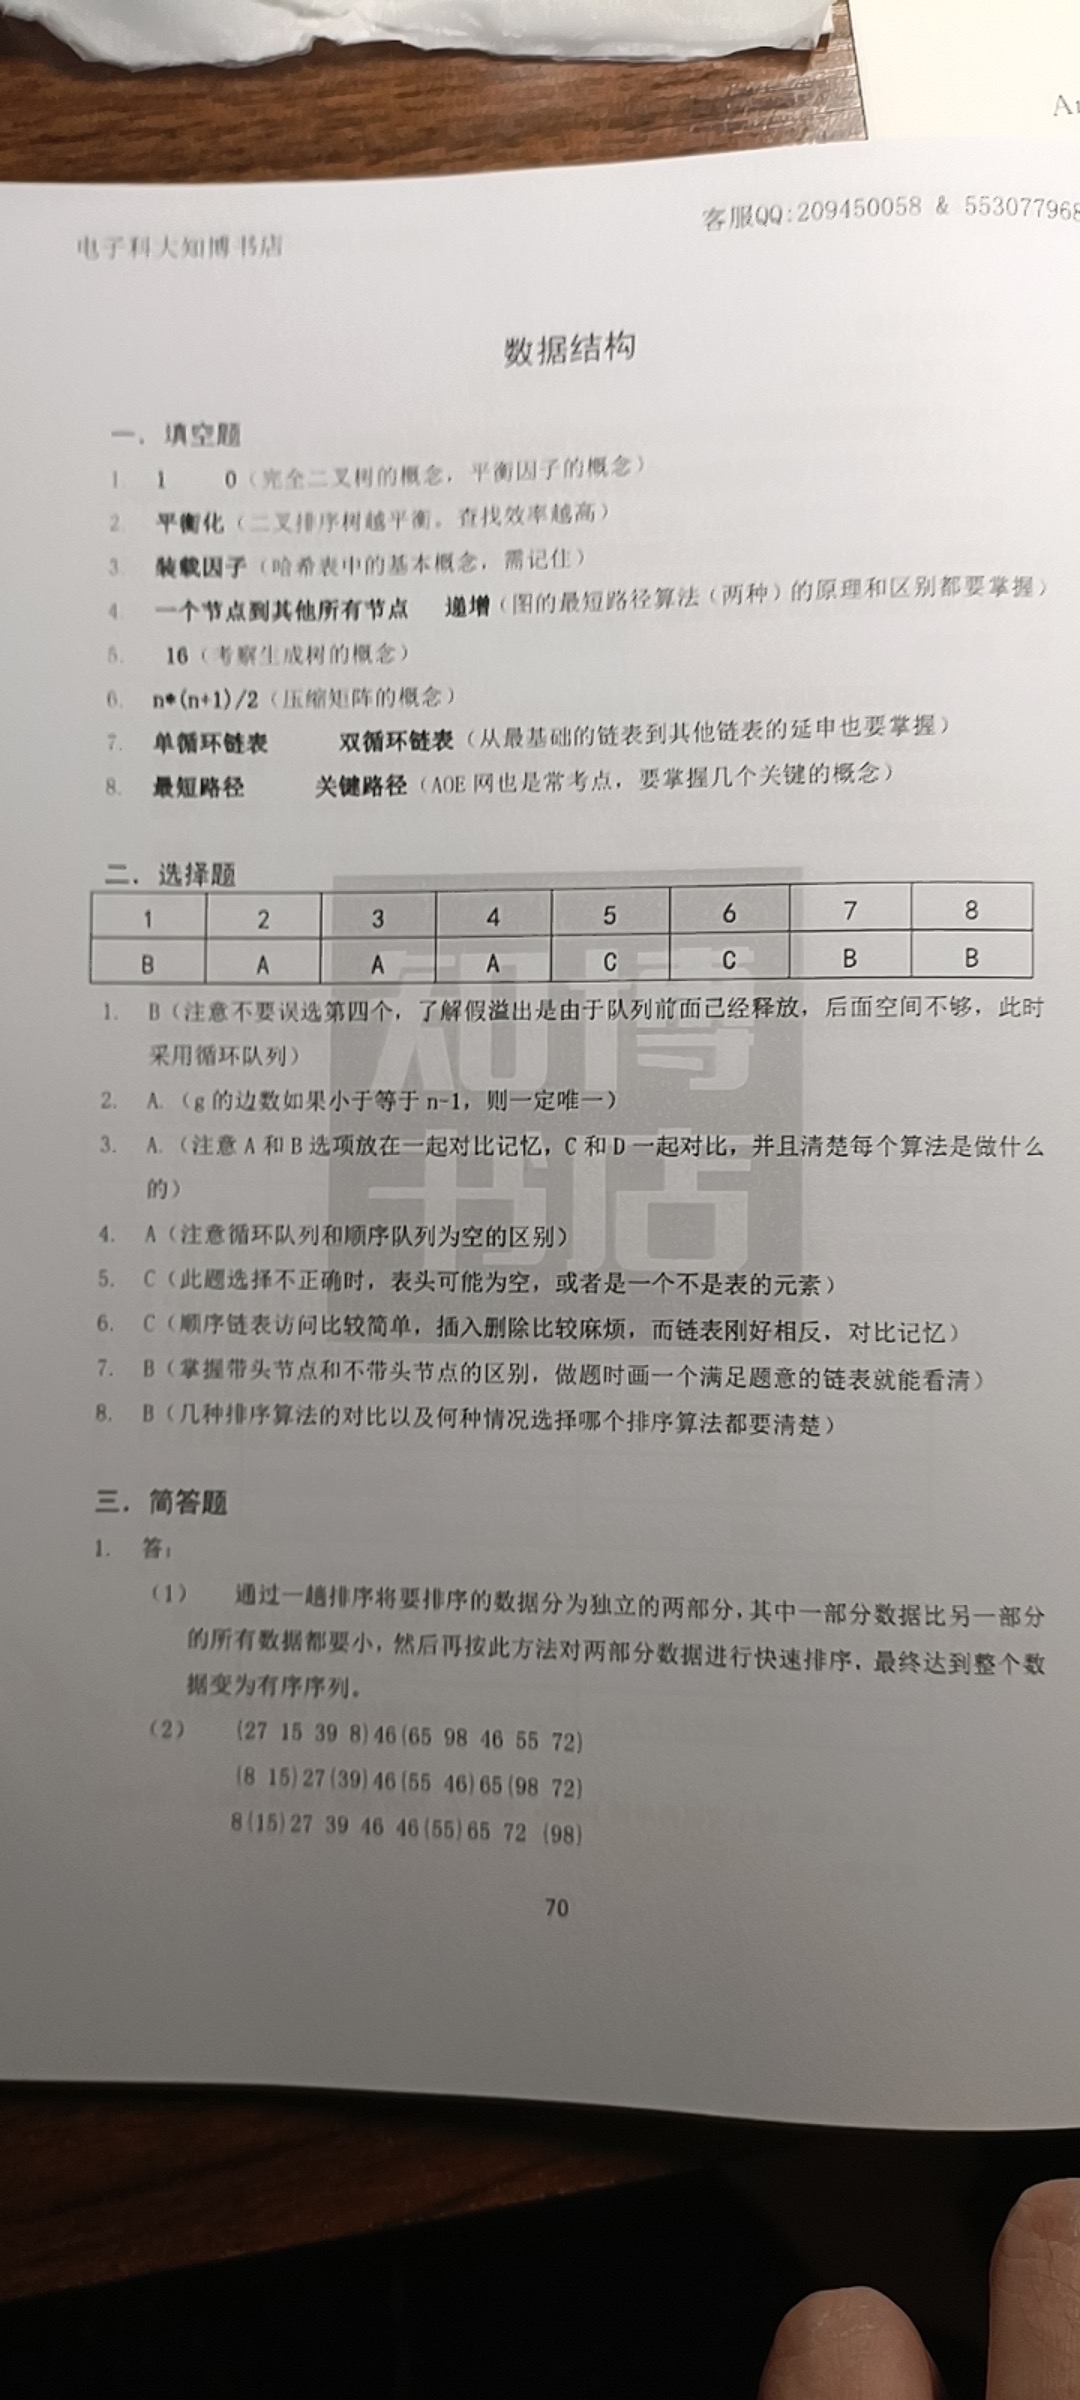 客服QQ:209450058 & 553077968
电子科大知博书店
数据结构
一. 填空题
1 1 0（完全二叉树的概念，平衡因子的概念）
2. 平衡化（二叉排序树越平衡。查找效率越高）
3. 装载因子（哈希表中的基本概念，需记住）
4 一个节点到其他所有节点 递增（图的最短路径算法（两种）的原理和区别都要掌握）
5. 16（考察生成树的概念）
6. n*(n+1)/2（压缩矩阵的概念）
7. 单循环链表 双循环链表（从最基础的链表到其他链表的延申也要掌握）
8. 最短路径 关键路径（AOE 网也是常考点，要掌握几个关键的概念）
二. 选择题
1 2 3 4 5 6 7 8
B A A A C C B B
1. B（注意不要误选第四个，了解假溢出是由于队列前面已经释放，后面空间不够，此时
采用循环队列）
2. A.（g 的边数如果小于等于 n-1，则一定唯一）
3. A.（注意 A 和 B 选项放在一起对比记忆，C 和 D 一起对比，并且清楚每个算法是做什么
的）
4. A（注意循环队列和顺序队列为空的区别）
5. C（此题选择不正确时，表头可能为空，或者是一个不是表的元素）
6. C（顺序链表访问比较简单，插入删除比较麻烦，而链表刚好相反，对比记忆）
7. B（掌握带头节点和不带头节点的区别，做题时画一个满足题意的链表就能看清）
8. B（几种排序算法的对比以及何种情况选择哪个排序算法都要清楚）
知博
书店
三. 简答题
1. 答：
（1） 通过一趟排序将要排序的数据分为独立的两部分，其中一部分数据比另一部分
的所有数据都要小，然后再按此方法对两部分数据进行快速排序，最终达到整个数
据变为有序序列。
（2） (27 15 39 8)46(65 98 46 55 72)
(8 15)27(39)46(55 46)65(98 72)
8(15)27 39 46 46(55)65 72 (98)
70